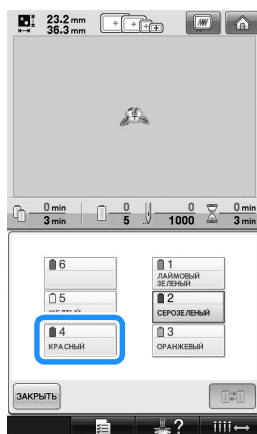 23.2 mm
36.3 mm
0 min
3 min
0
5
0
1000
0 min
3 min
6
1
ЛАЙМОВЫЙ
ЗЕЛЕНЫЙ
5
2
СЕРОЗЕЛЕНЫЙ
4
КРАСНЫЙ
3
ОРАНЖЕВЫЙ
ЗАКРЫТЬ
?